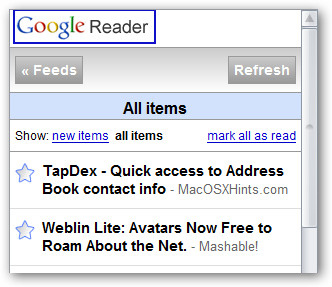 Google Reader
« Feeds Refresh
All items
Show: new items all items mark all as read
TapDex - Quick access to Address
Book contact info - MacOSXHints.com
Weblin Lite: Avatars Now Free to
Roam About the Net. - Mashable!